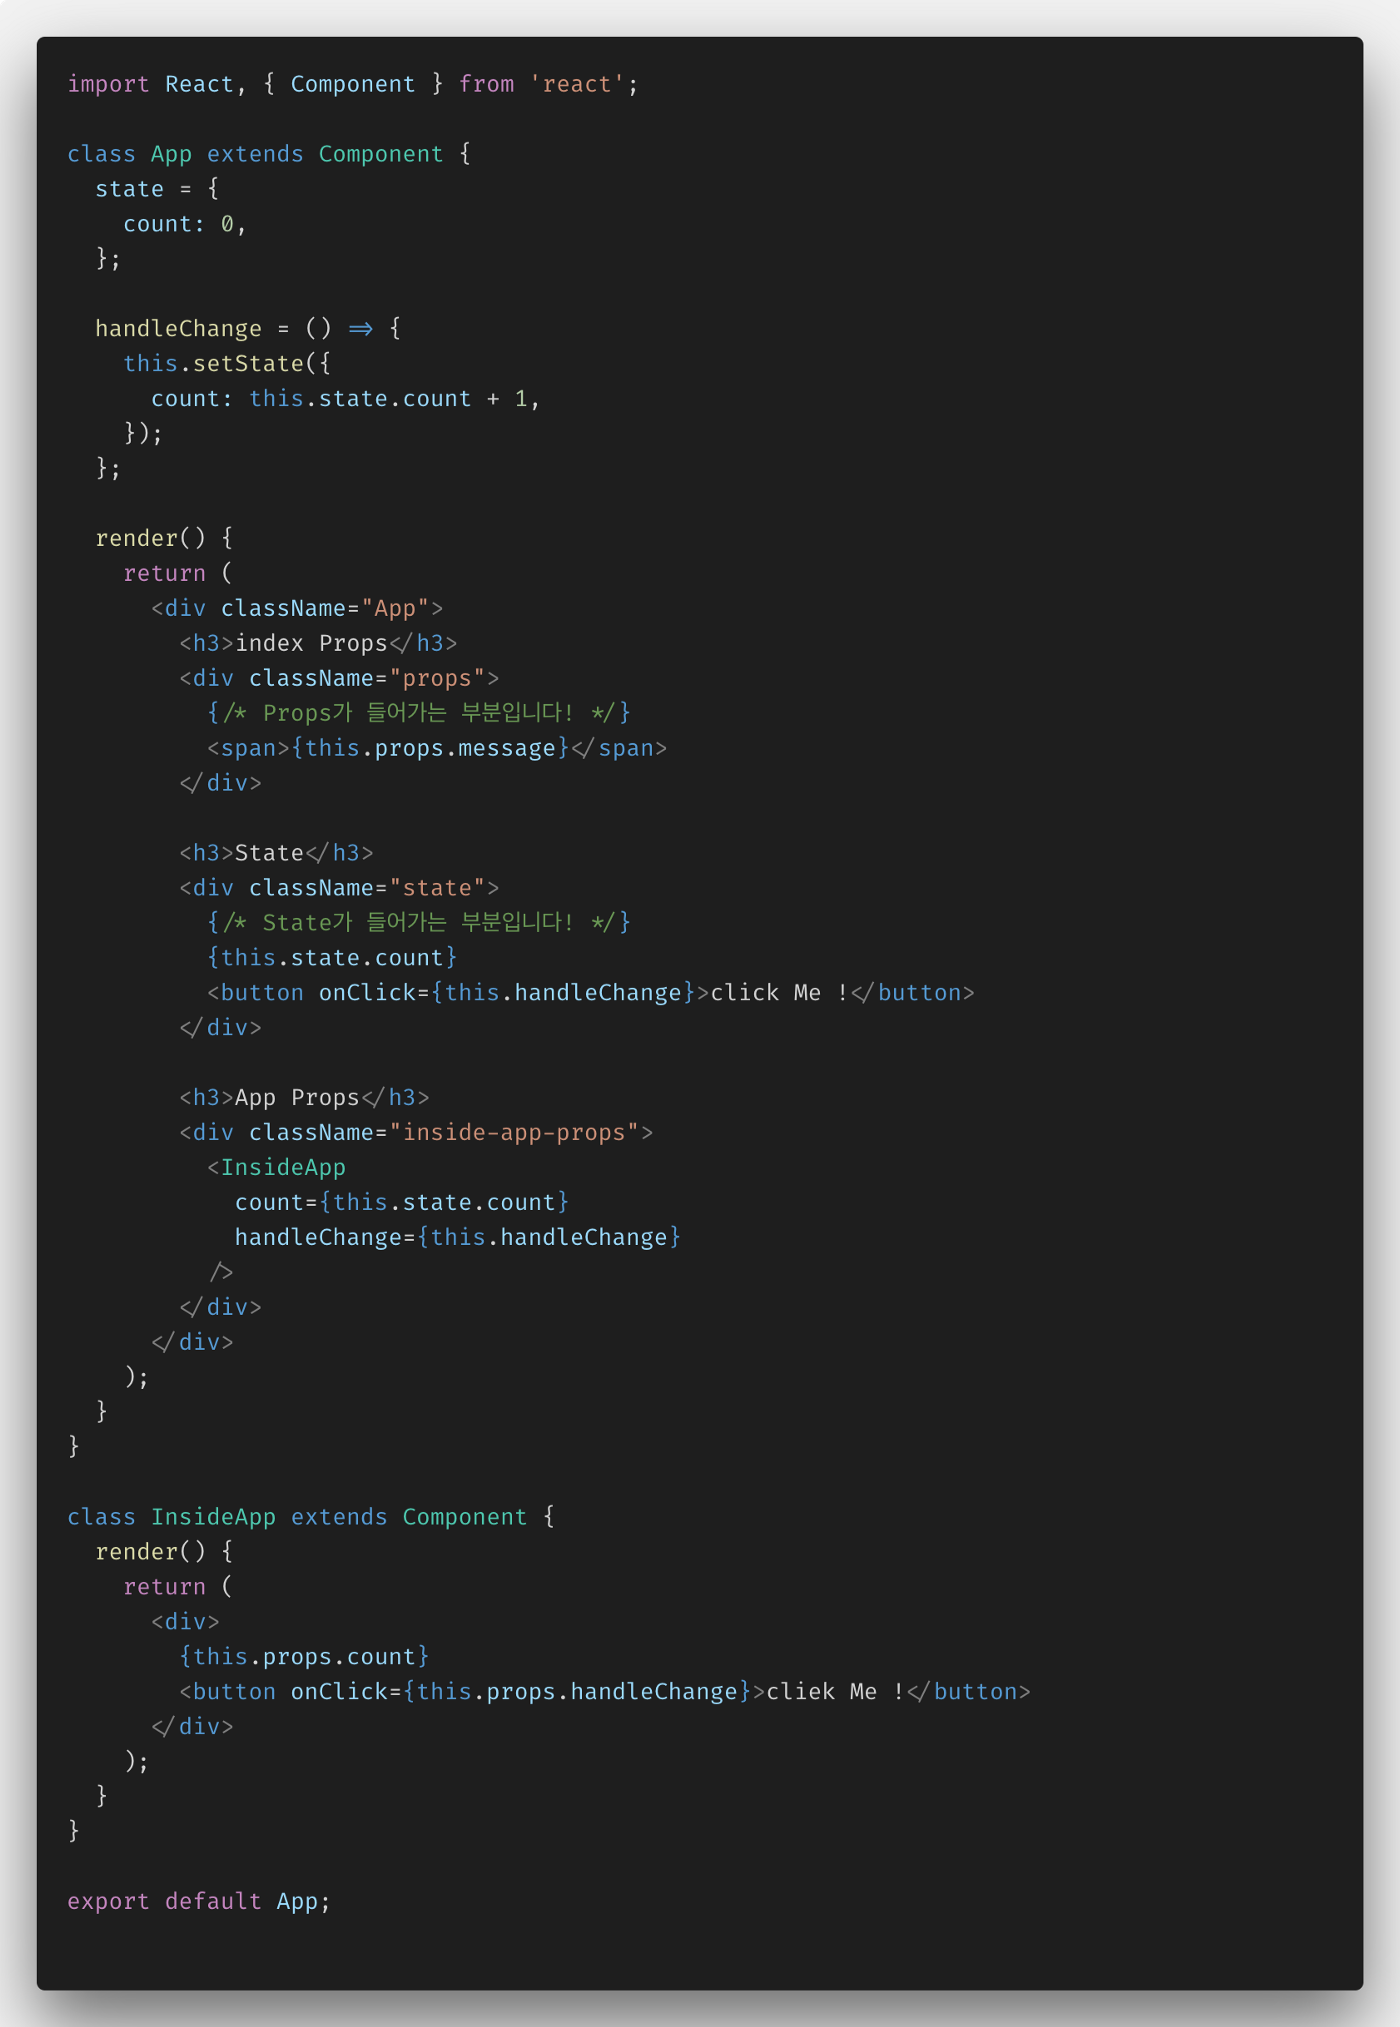 import React, { Component } from 'react';
class App extends Component {
  state = {
    count: 0,
  };
  handleChange = () => {
    this.setState({
      count: this.state.count + 1,
    });
  };
  render() {
    return (
      <div className="App">
        <h3>index Props</h3>
        <div className="props">
          {/* Props가 들어가는 부분입니다! */}
          <span>{this.props.message}</span>
        </div>
        <h3>State</h3>
        <div className="state">
          {/* State가 들어가는 부분입니다! */}
          {this.state.count}
          <button onClick={this.handleChange}>click Me !</button>
        </div>
        <h3>App Props</h3>
        <div className="inside-app-props">
          <InsideApp
            count={this.state.count}
            handleChange={this.handleChange}
          />
        </div>
      </div>
    );
  }
}
class InsideApp extends Component {
  render() {
    return (
      <div>
        {this.props.count}
        <button onClick={this.props.handleChange}>cliek Me !</button>
      </div>
    );
  }
}
export default App;